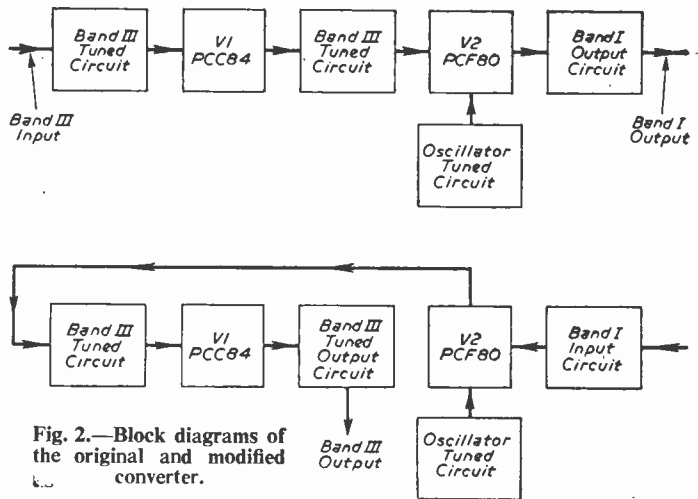 Band III
Tuned
Circuit
V1
PCC84
Band III
Tuned
Circuit
V2
PCF80
Band I
Output
Circuit
Band III
Input
Oscillator
Tuned
Circuit
Band I
Output
Band III
Tuned
Circuit
V1
PCC84
Band III
Tuned
Output
Circuit
V2
PCF80
Band I
Input
Circuit
Band III
Output
Oscillator
Tuned
Circuit
Fig. 2.—Block diagrams of
the original and modified
converter.